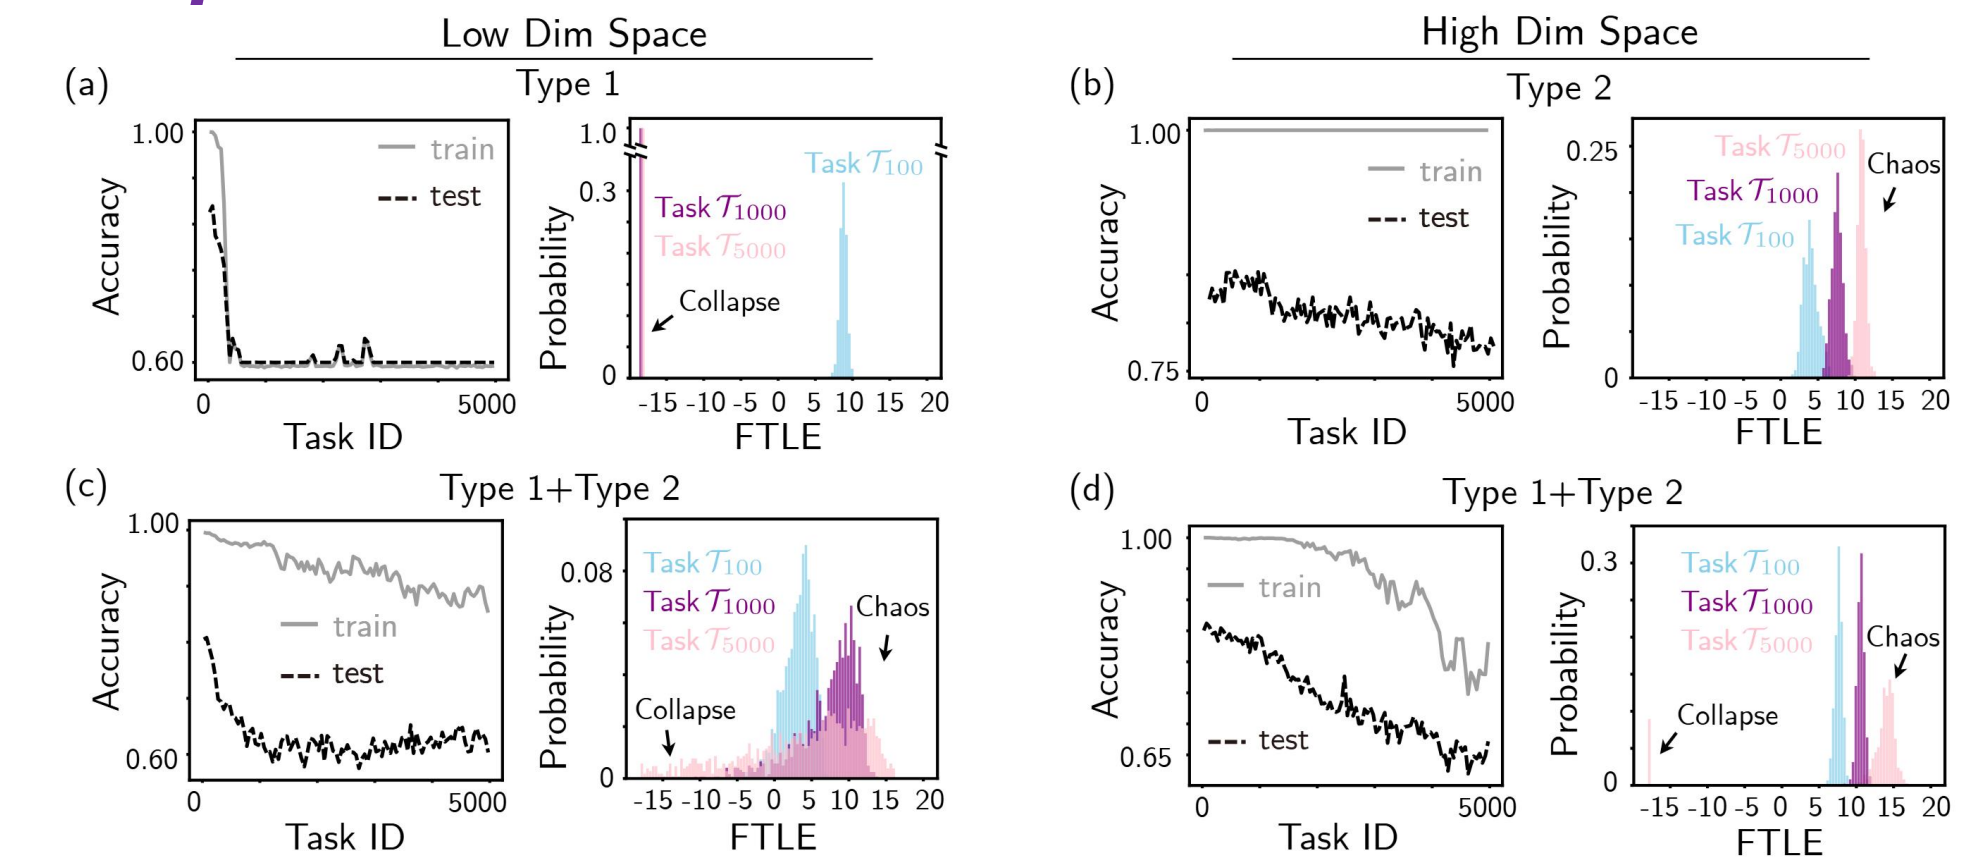 Low Dim Space
High Dim Space
(a)
Type 1
1.00
0.60
Accuracy
train
test
0
5000
Task ID
1.0
0.3
0
Probability
Task 𝒯100
Task 𝒯1000
Task 𝒯5000
Collapse
-15 -10 -5 0 5 10 15 20
FTLE
(b)
Type 2
1.00
0.75
Accuracy
train
test
0
5000
Task ID
0.25
0
Probability
Task 𝒯5000
Task 𝒯1000
Task 𝒯100
Chaos
-15 -10 -5 0 5 10 15 20
FTLE
(c)
Type 1+Type 2
1.00
0.60
Accuracy
train
test
0
5000
Task ID
0.08
0
Probability
Task 𝒯100
Task 𝒯1000
Task 𝒯5000
Chaos
Collapse
-15 -10 -5 0 5 10 15 20
FTLE
(d)
Type 1+Type 2
1.00
0.65
Accuracy
train
test
0
5000
Task ID
0.3
0
Probability
Task 𝒯100
Task 𝒯1000
Task 𝒯5000
Chaos
Collapse
-15 -10 -5 0 5 10 15 20
FTLE